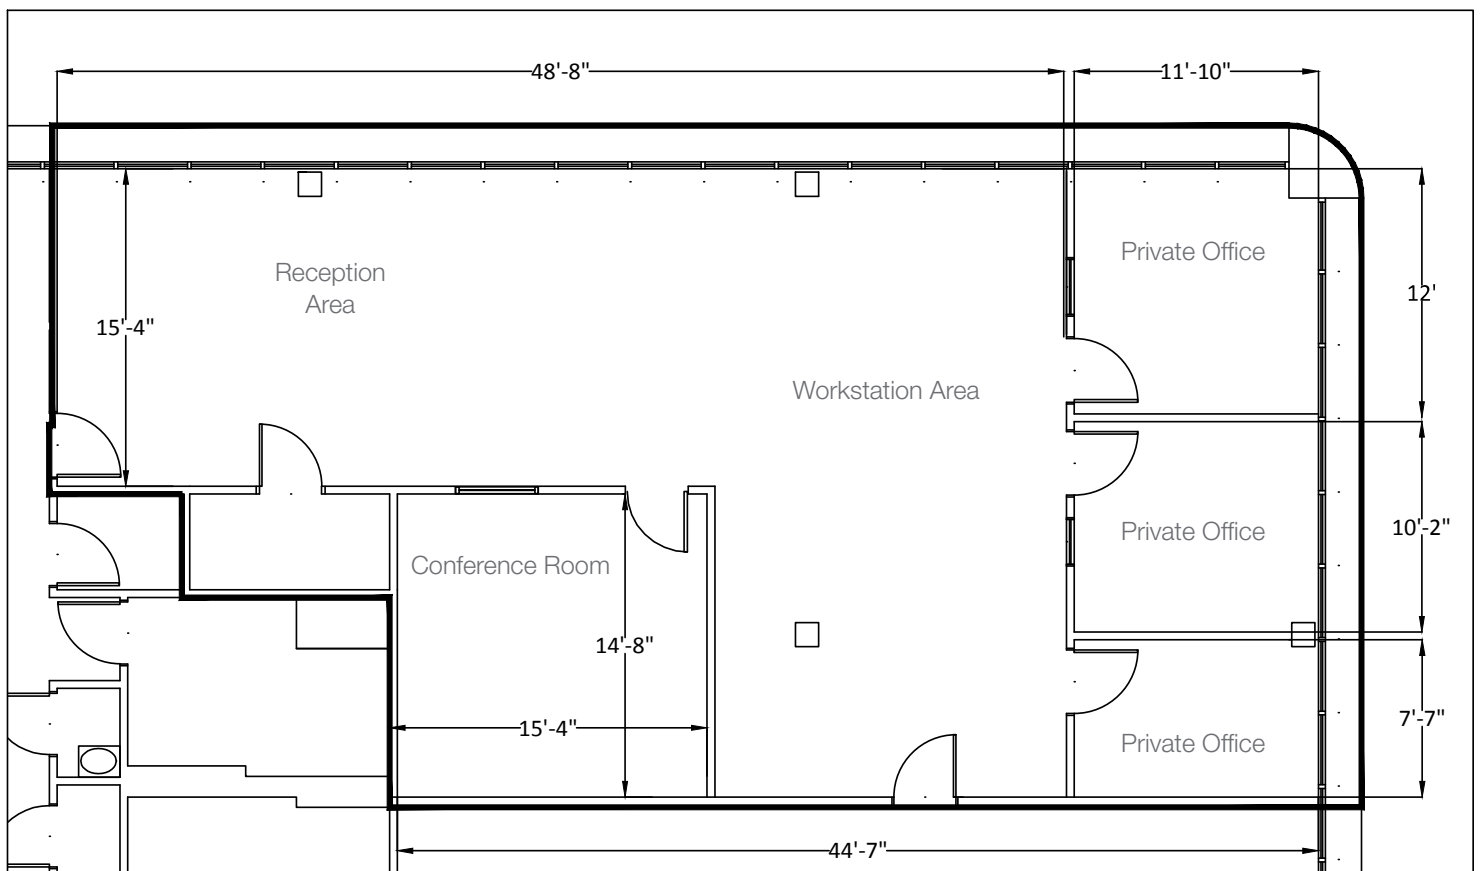 48'-8"
11'-10"
Private Office
Reception
Area
12'
15'-4"
Workstation Area
Private Office
10'-2"
Conference Room
14'-8"
7'-7"
15'-4"
Private Office
44'-7"